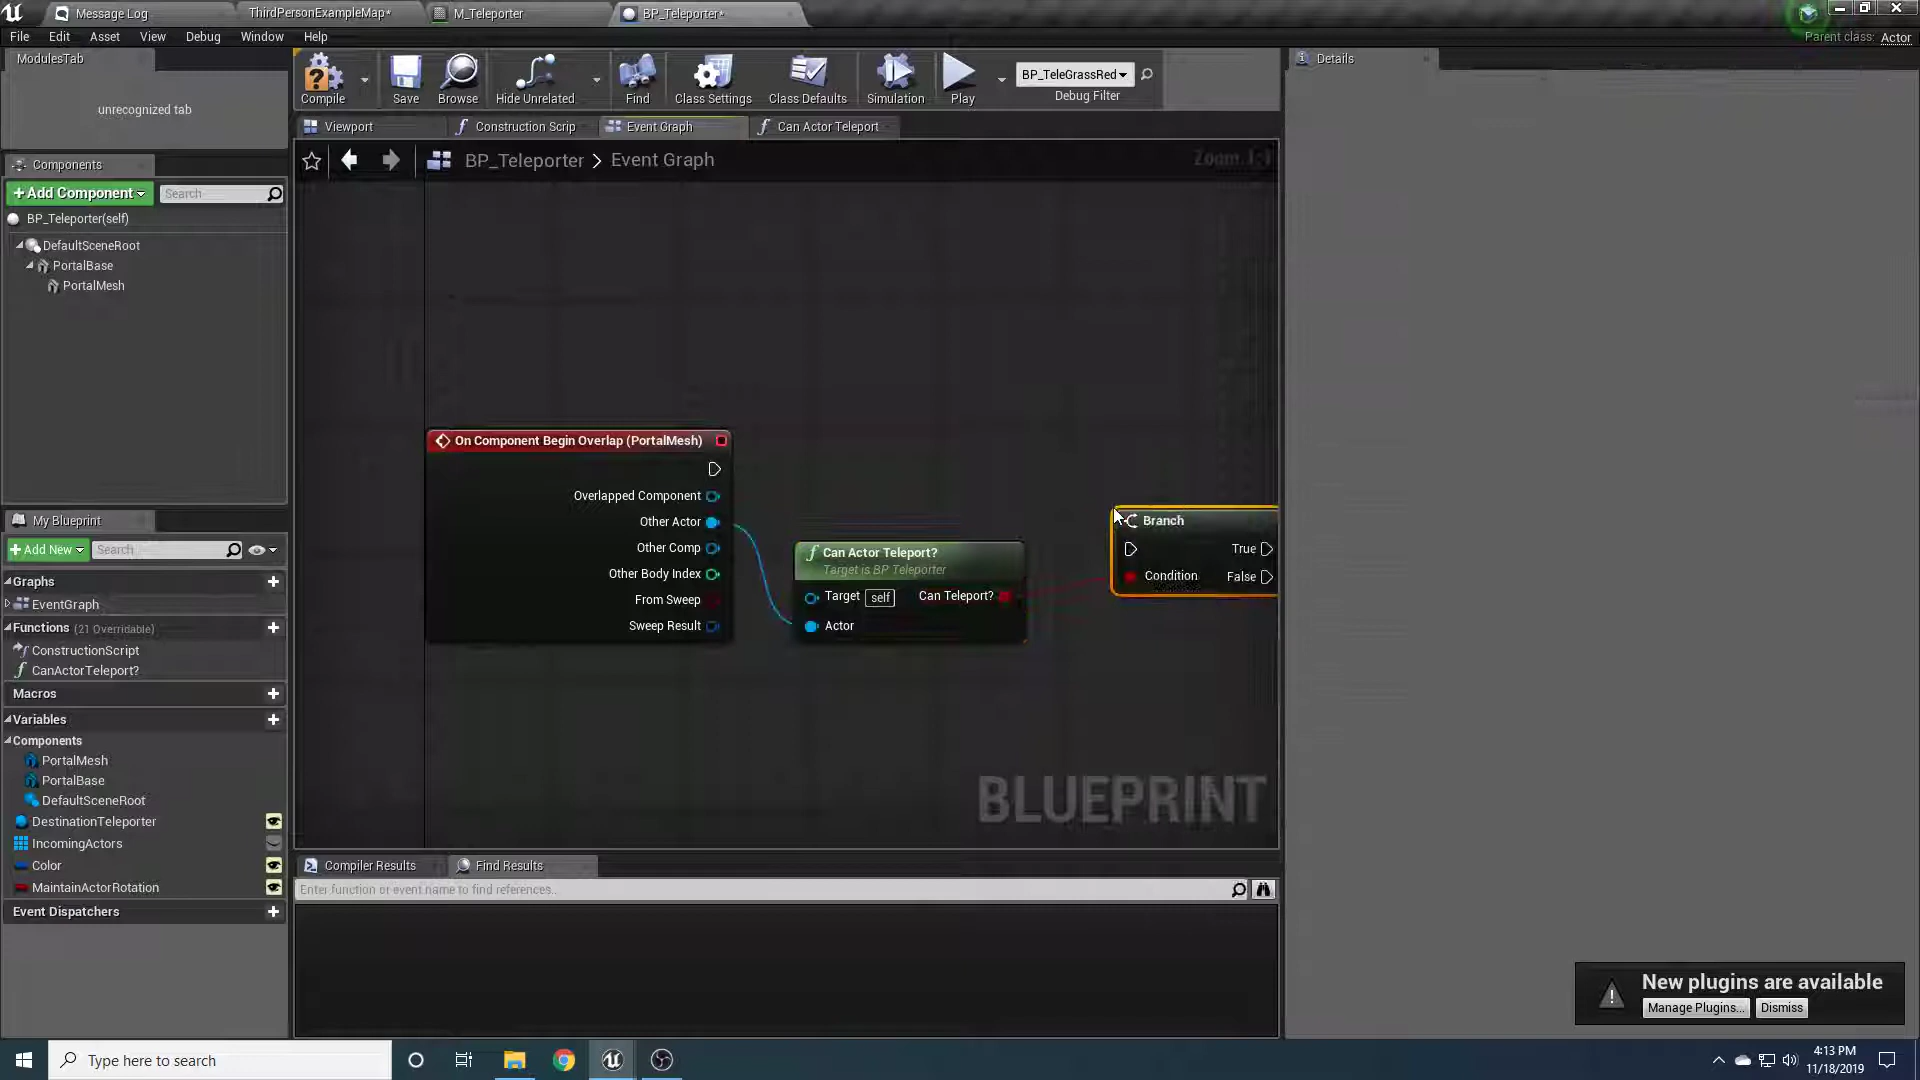 Message Log
ThirdPersonExampleMap*
M_Teleporter
BP_Teleporter*
File
Edit
Asset
View
Debug
Window
Help
Parent class: Actor
ModulesTab
unrecognized tab
Compile
Save
Browse
Hide Unrelated
Find
Class Settings
Class Defaults
Simulation
Play
BP_TeleGrassRed
Debug Filter
Details
Viewport
Construction Scrip
Event Graph
Can Actor Teleport
Components
+Add Component
Search
BP_Teleporter(self)
DefaultSceneRoot
PortalBase
PortalMesh
BP_Teleporter > Event Graph
Zoom 1:1
On Component Begin Overlap (PortalMesh)
Overlapped Component
Other Actor
Other Comp
Other Body Index
From Sweep
Sweep Result
Can Actor Teleport?
Target is BP Teleporter
Target self
Can Teleport?
Actor
Branch
True
Condition
False
BLUEPRINT
My Blueprint
+Add New
Search
Graphs
EventGraph
Functions (21 Overridable)
ConstructionScript
CanActorTeleport?
Macros
Variables
Components
PortalMesh
PortalBase
DefaultSceneRoot
DestinationTeleporter
IncomingActors
Color
MaintainActorRotation
Event Dispatchers
Compiler Results
Find Results
Enter function or event name to find references...
New plugins are available
Manage Plugins...
Dismiss
Type here to search
4:13 PM
11/18/2019